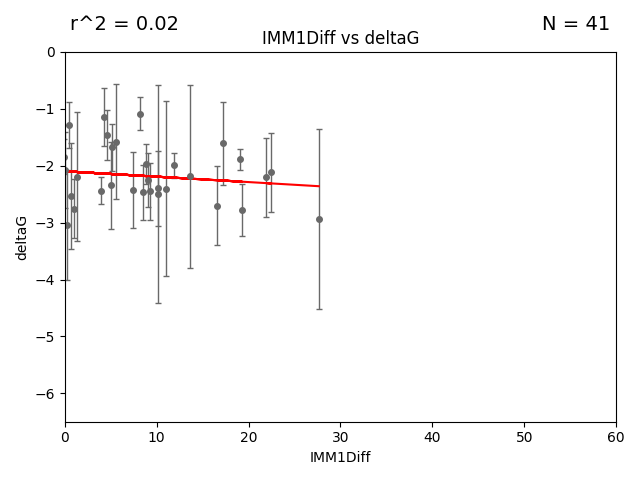 r^2 = 0.02
N = 41
IMM1Diff vs deltaG
0
−1
−2
−3
−4
−5
−6
deltaG
0 10 20 30 40 50 60
IMM1Diff